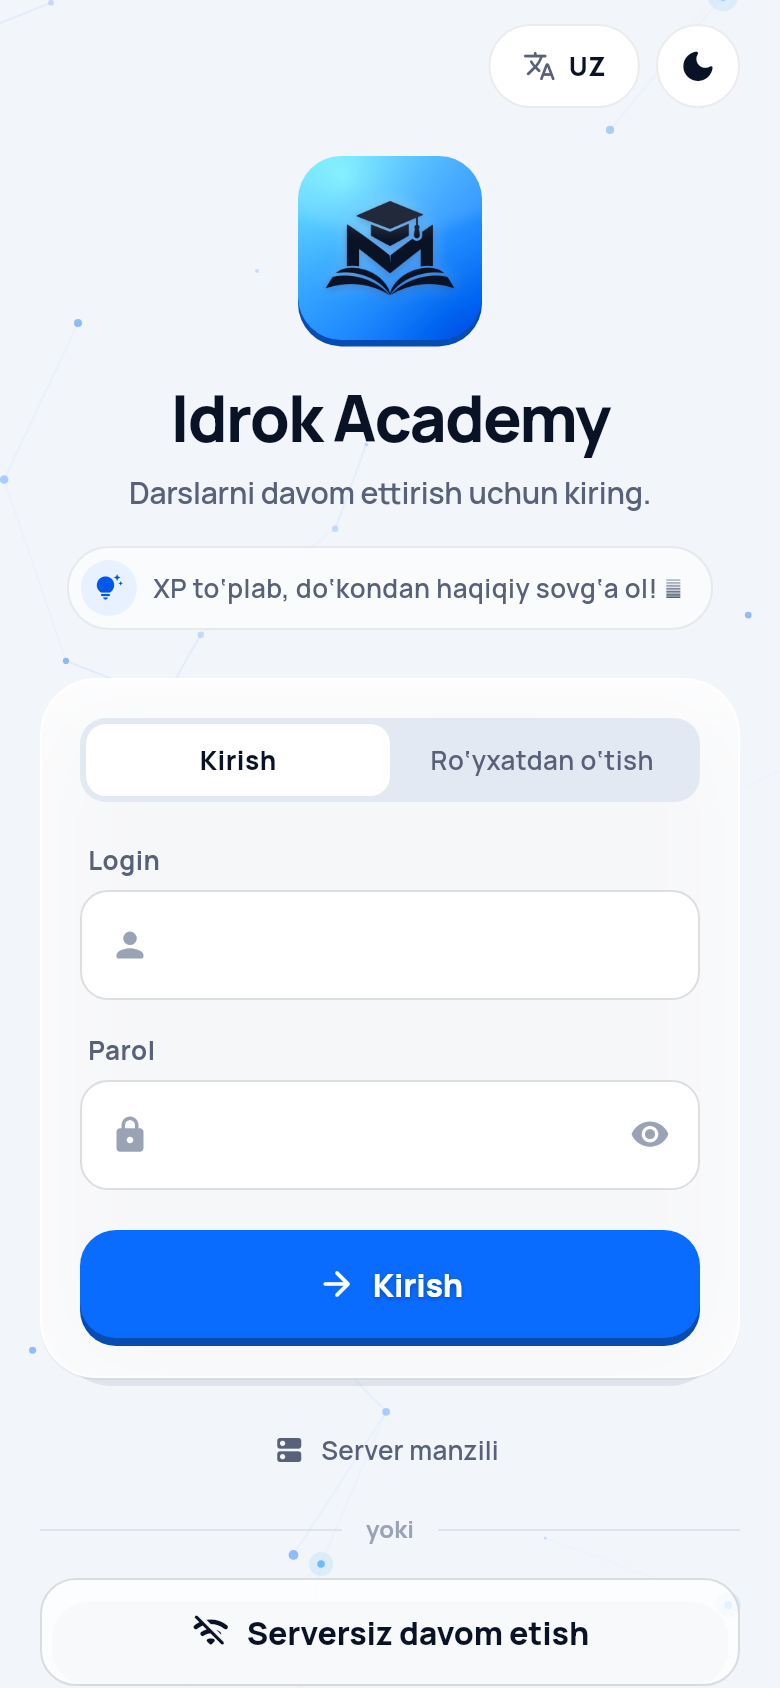 UZ
Idrok Academy
Darslarni davom ettirish uchun kiring.
XP to‘plab, do‘kondan haqiqiy sovg‘a ol!
Kirish
Ro‘yxatdan o‘tish
Login
Parol
Kirish
Server manzili
yoki
Serversiz davom etish